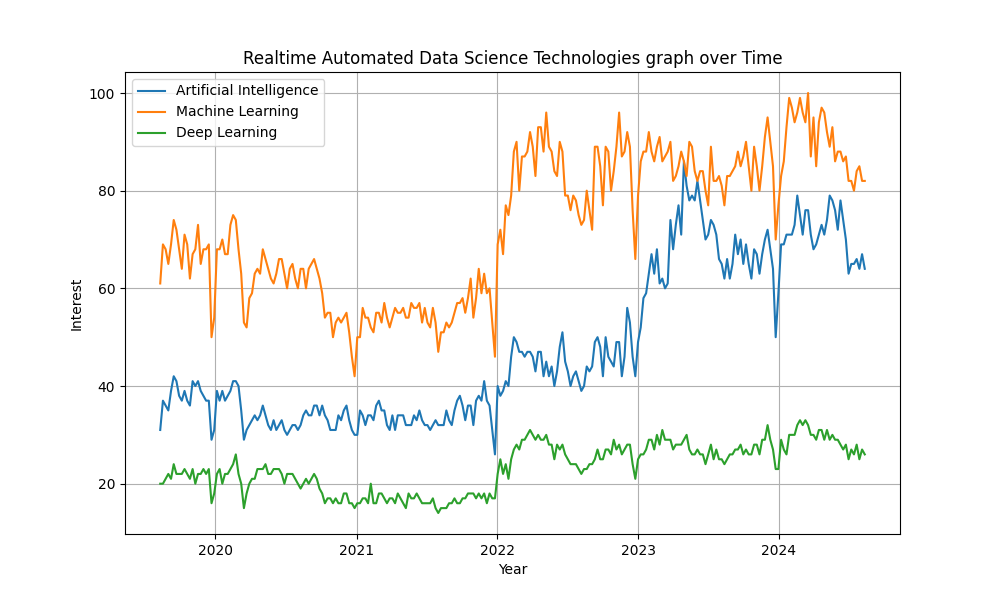 Realtime Automated Data Science Technologies graph over Time
Artificial Intelligence
Machine Learning
Deep Learning
100
80
60
40
20
Interest
2020
2021
2022
2023
2024
Year